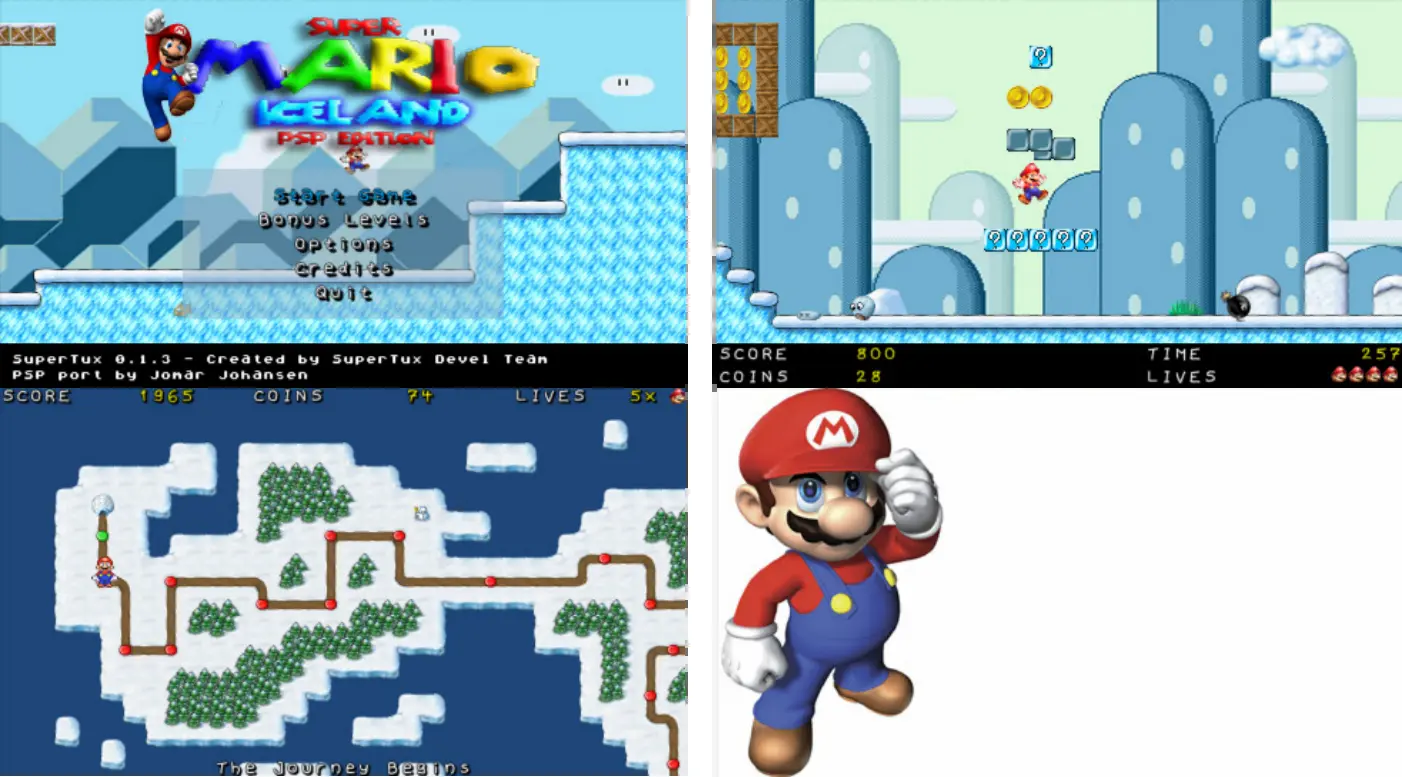 SUPER
MARIO
ICELAND
PSP EDITION
Start Game
Bonus Levels
Options
Credits
Quit
SuperTux 0.1.3 - Created by SuperTux Devel Team
PSP port by Jomar Johansen
SCORE 800 TIME 257
COINS 28 LIVES
SCORE 1965 COINS 74 LIVES 5x
The Journey Begins
M